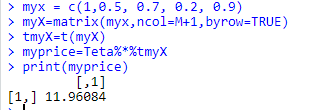 > myx = c(1,0.5, 0.7, 0.2, 0.9)
> myX=matrix(myx,ncol=M+1,byrow=TRUE)
> tmyX=t(myX)
> myprice=Teta%*%tmyX
> print(myprice)
[,1]
[1,] 11.96084